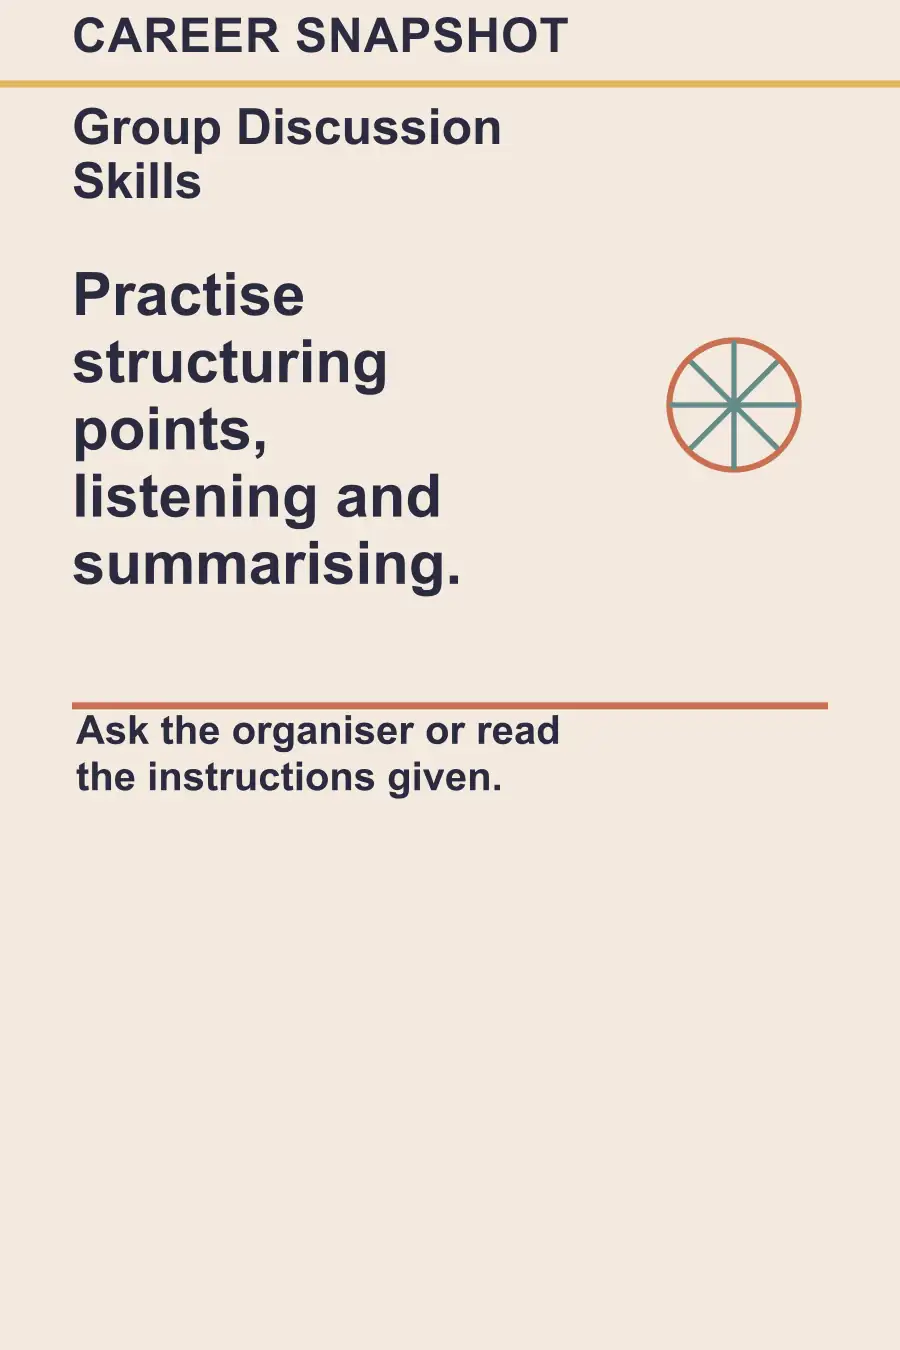 CAREER SNAPSHOT
Group Discussion
Skills
Practise
structuring
points,
listening and
summarising.
Ask the organiser or read
the instructions given.